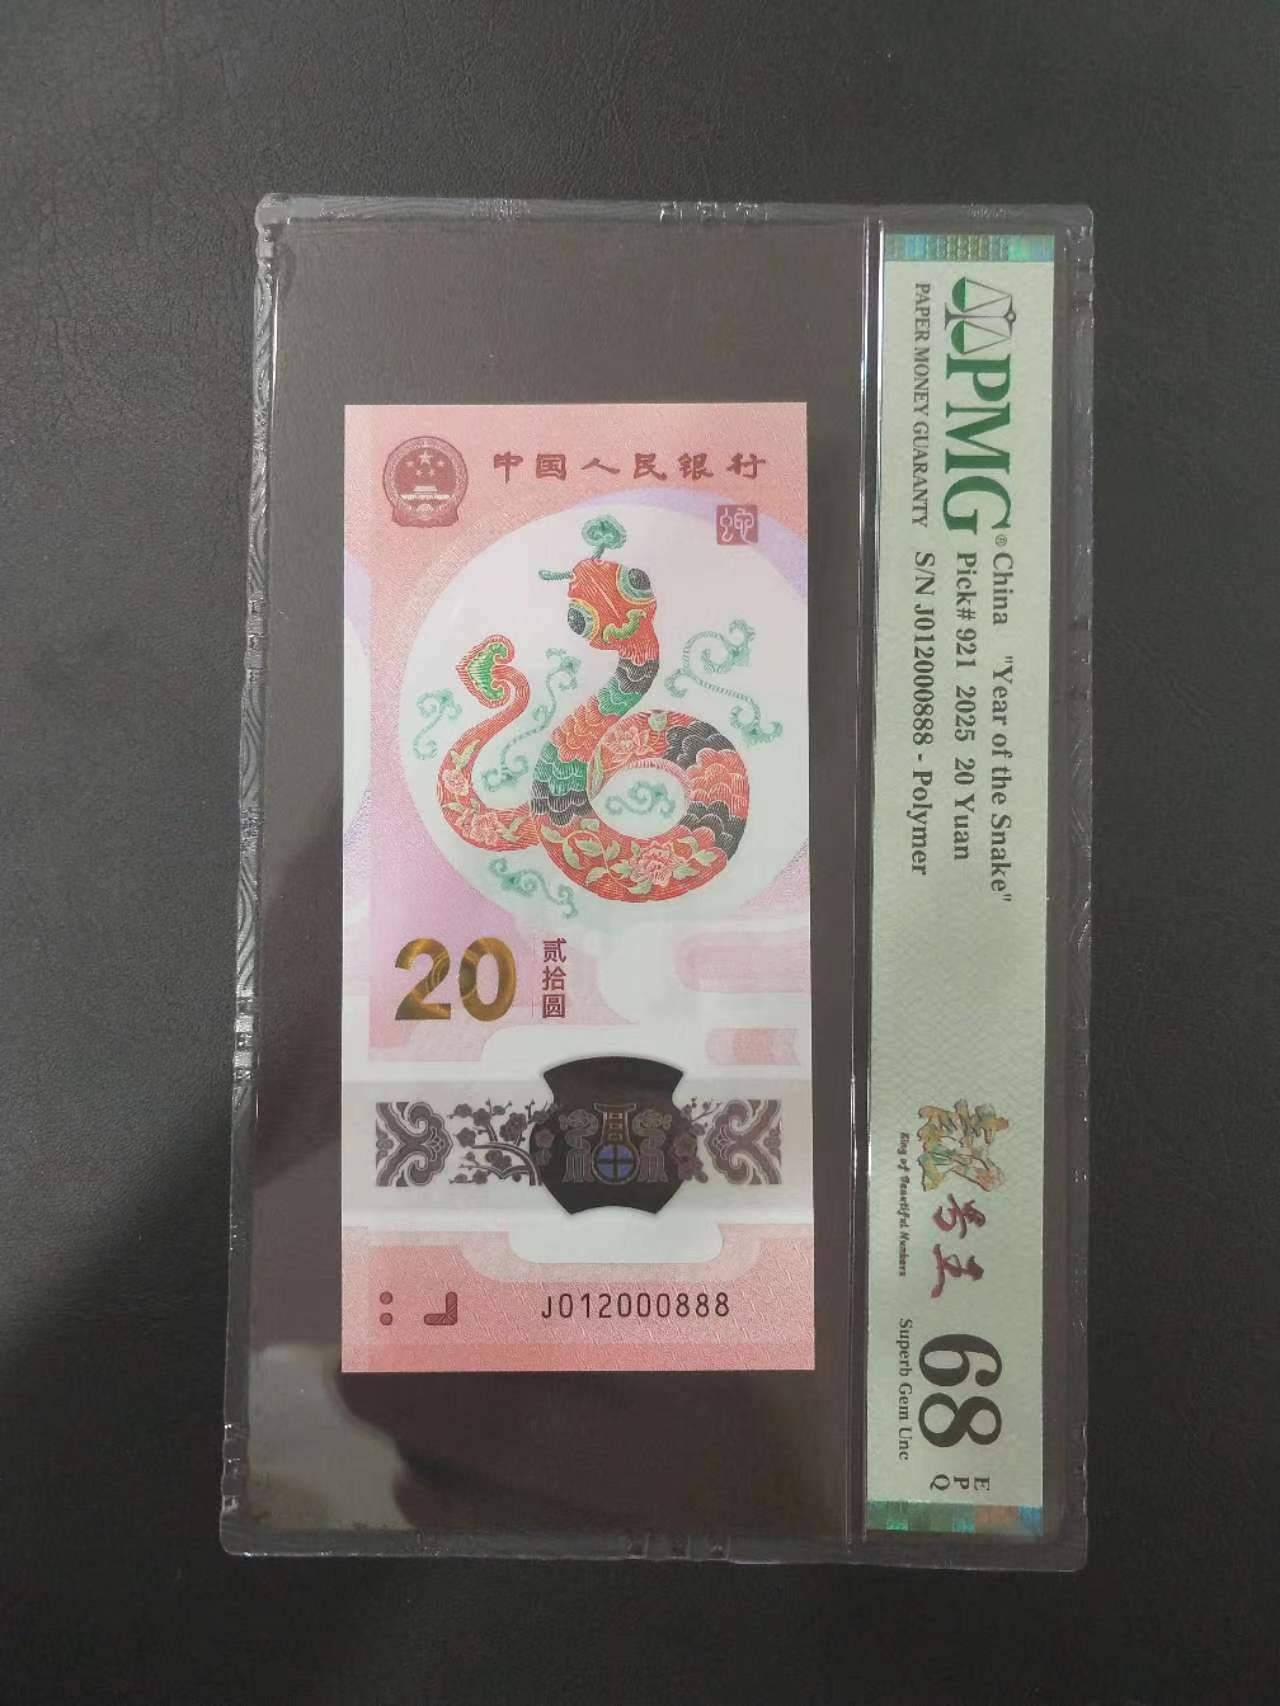 中国人民银行
蛇
20
贰拾圆
J012000888
PMG®
PAPER MONEY GUARANTY
China "Year of the Snake"
Pick# 921 2025 20 Yuan
S/N J012000888 - Polymer
King of Beautiful Numbers
68
EPQ
Superb Gem Unc